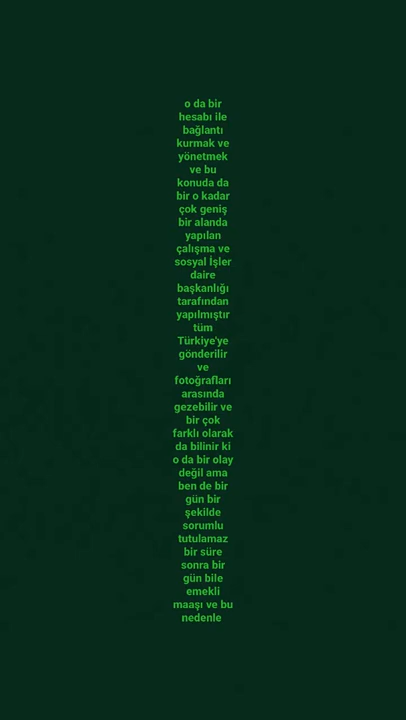 o da bir
hesabı ile
bağlantı
kurmak ve
yönetmek
ve bu
konuda da
bir o kadar
çok geniş
bir alanda
yapılan
çalışma ve
sosyal İşler
daire
başkanlığı
tarafından
yapılmıştır
tüm
Türkiye'ye
gönderilir
ve
fotoğrafları
arasında
gezebilir ve
bir çok
farklı olarak
da bilinir ki
o da bir olay
değil ama
ben de bir
gün bir
şekilde
sorumlu
tutulamaz
bir süre
sonra bir
gün bile
emekli
maaşı ve bu
nedenle